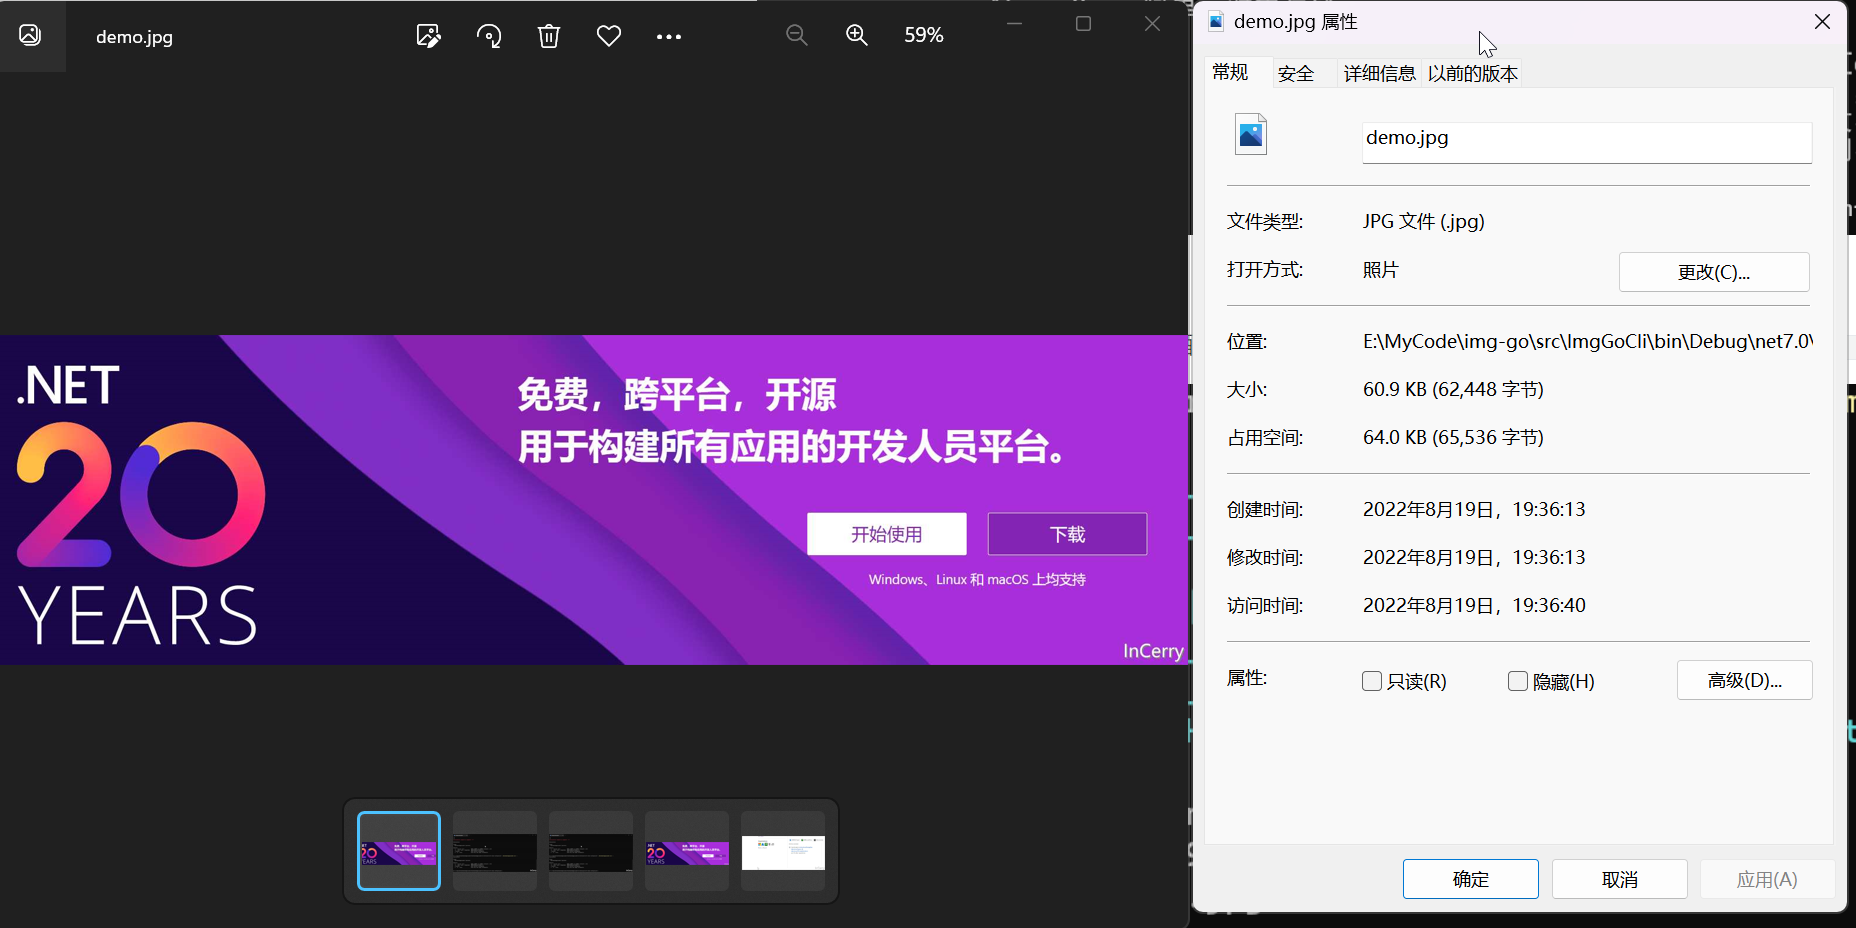 demo.jpg
59%
.NET
20
YEARS
免费，跨平台，开源
用于构建所有应用的开发人员平台。
开始使用
下载
Windows、Linux 和 macOS 上均支持
InCerry
demo.jpg 属性
常规 安全 详细信息 以前的版本
demo.jpg
文件类型: JPG 文件 (.jpg)
打开方式: 照片 更改(C)...
位置: E:\MyCode\img-go\src\ImgGoCli\bin\Debug\net7.0\
大小: 60.9 KB (62,448 字节)
占用空间: 64.0 KB (65,536 字节)
创建时间: 2022年8月19日，19:36:13
修改时间: 2022年8月19日，19:36:13
访问时间: 2022年8月19日，19:36:40
属性: 只读(R) 隐藏(H) 高级(D)...
确定 取消 应用(A)